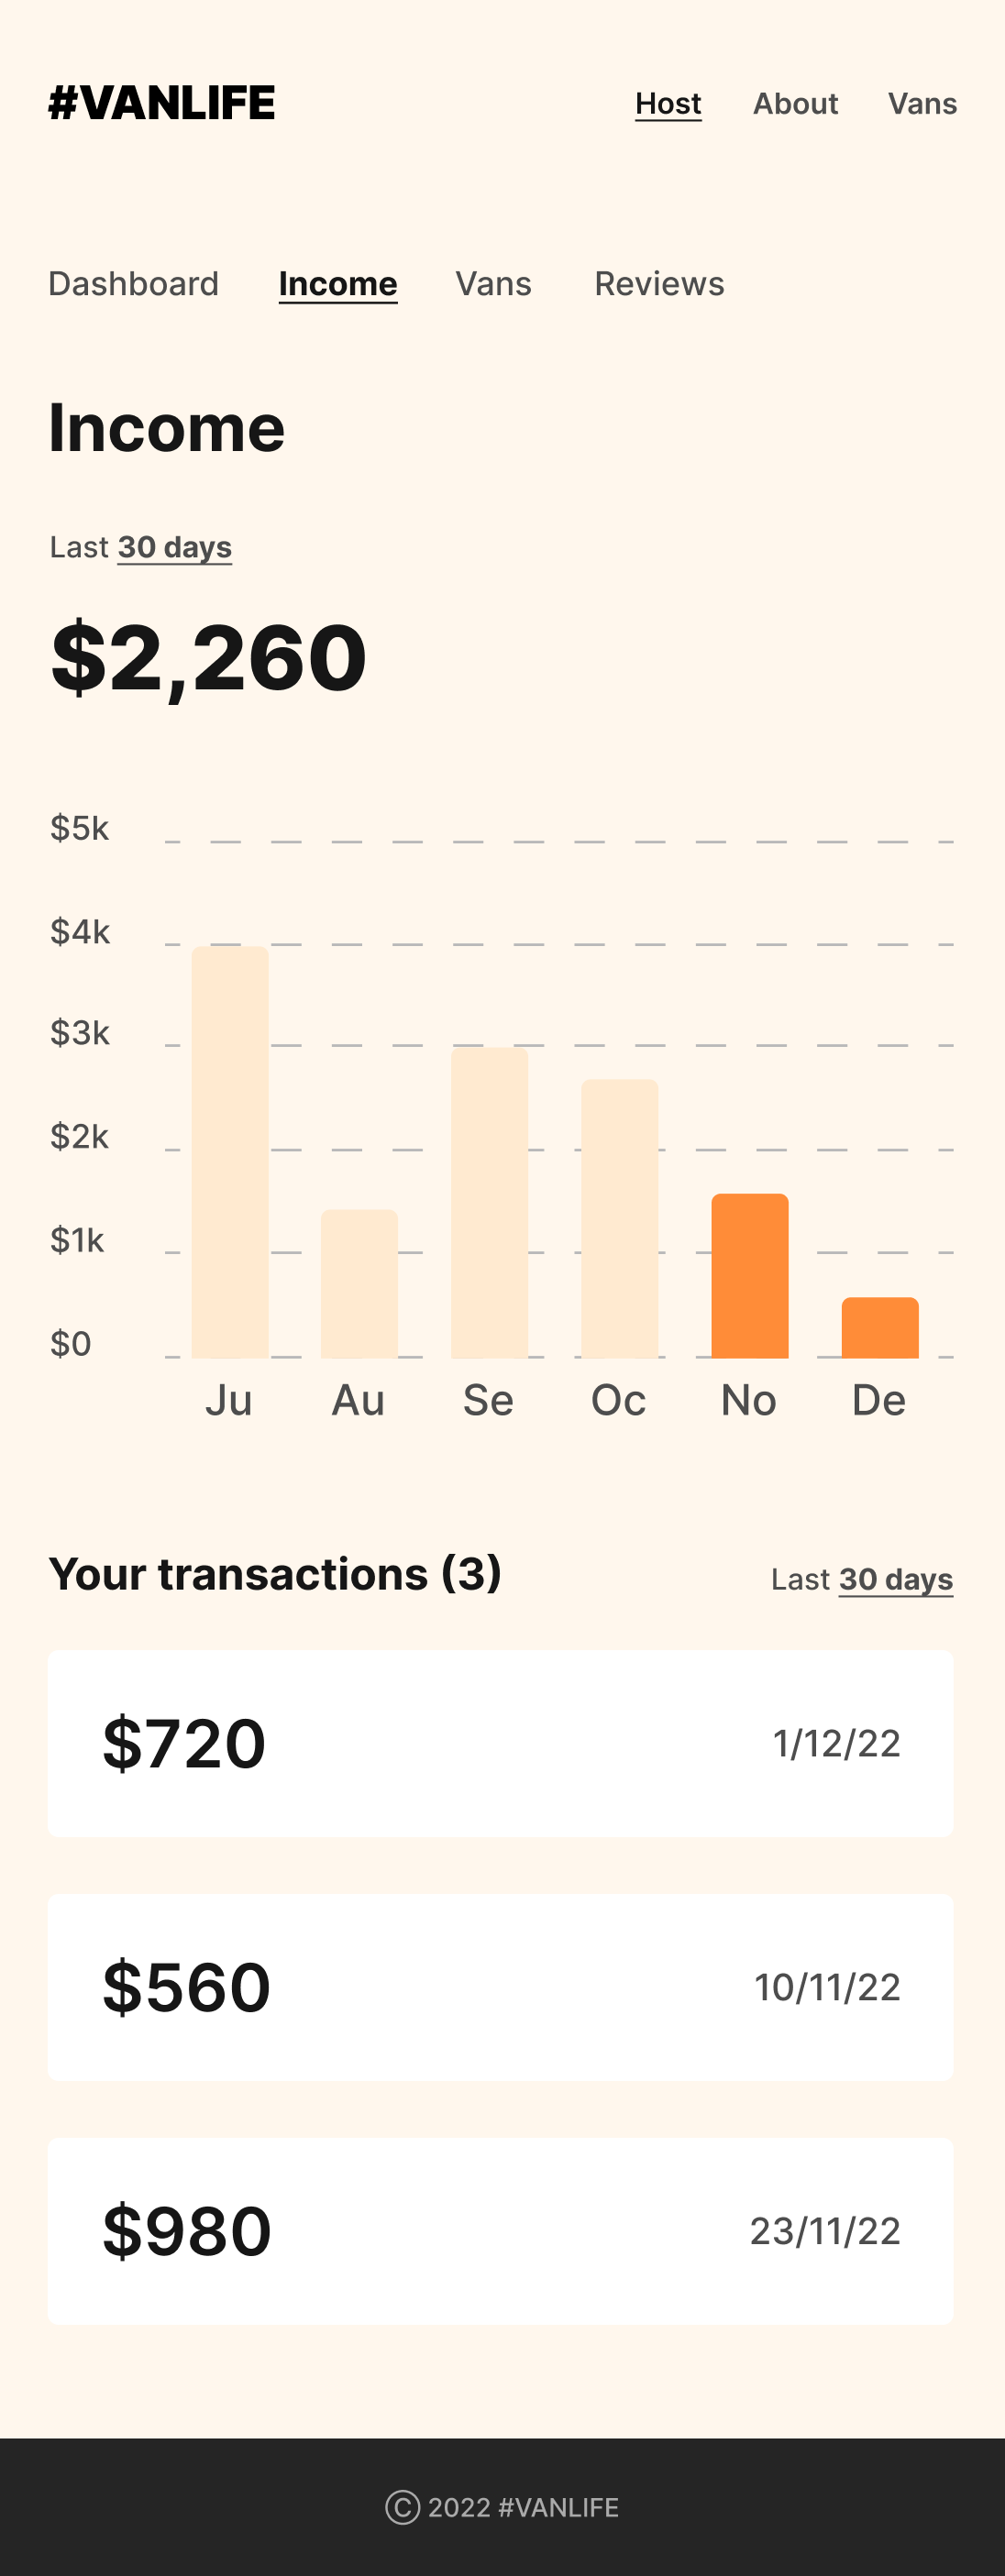 #VANLIFE
Host About Vans
Dashboard Income Vans Reviews
Income
Last 30 days
$2,260
$5k
$4k
$3k
$2k
$1k
$0
Ju Au Se Oc No De
Your transactions (3)
Last 30 days
$720
1/12/22
$560
10/11/22
$980
23/11/22
Ⓒ 2022 #VANLIFE